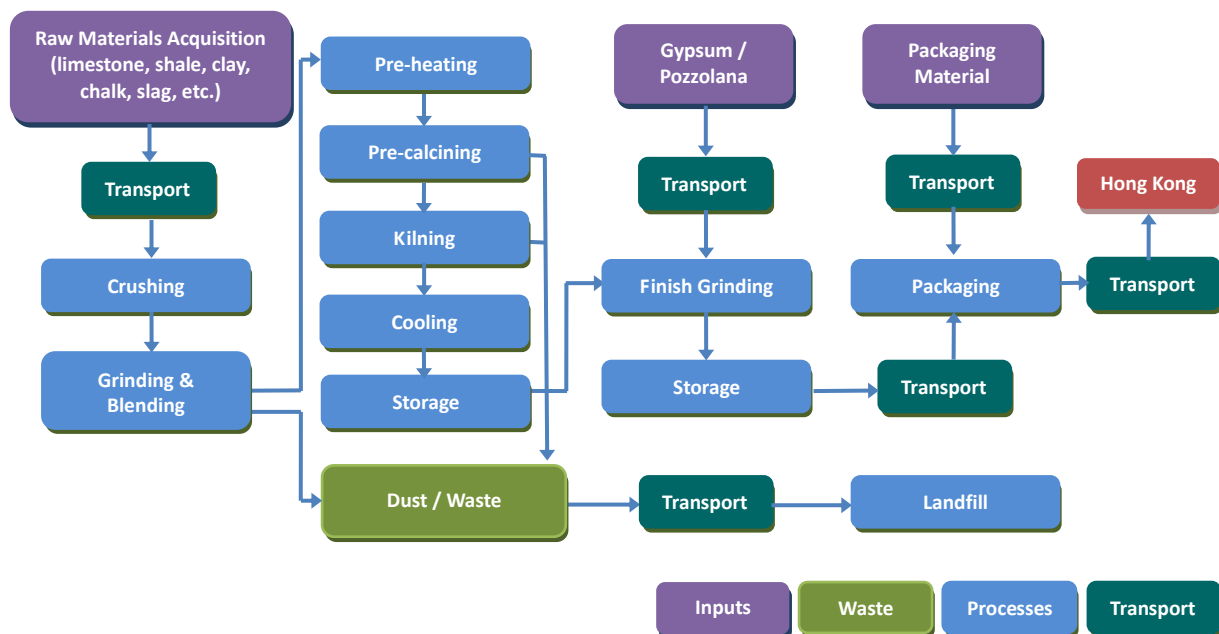 Raw Materials Acquisition
(limestone, shale, clay,
chalk, slag, etc.)
Transport
Crushing
Grinding &
Blending
Pre-heating
Pre-calcining
Kilning
Cooling
Storage
Dust / Waste
Gypsum /
Pozzolana
Transport
Finish Grinding
Storage
Transport
Packaging
Material
Transport
Packaging
Transport
Hong Kong
Transport
Landfill
Inputs
Waste
Processes
Transport